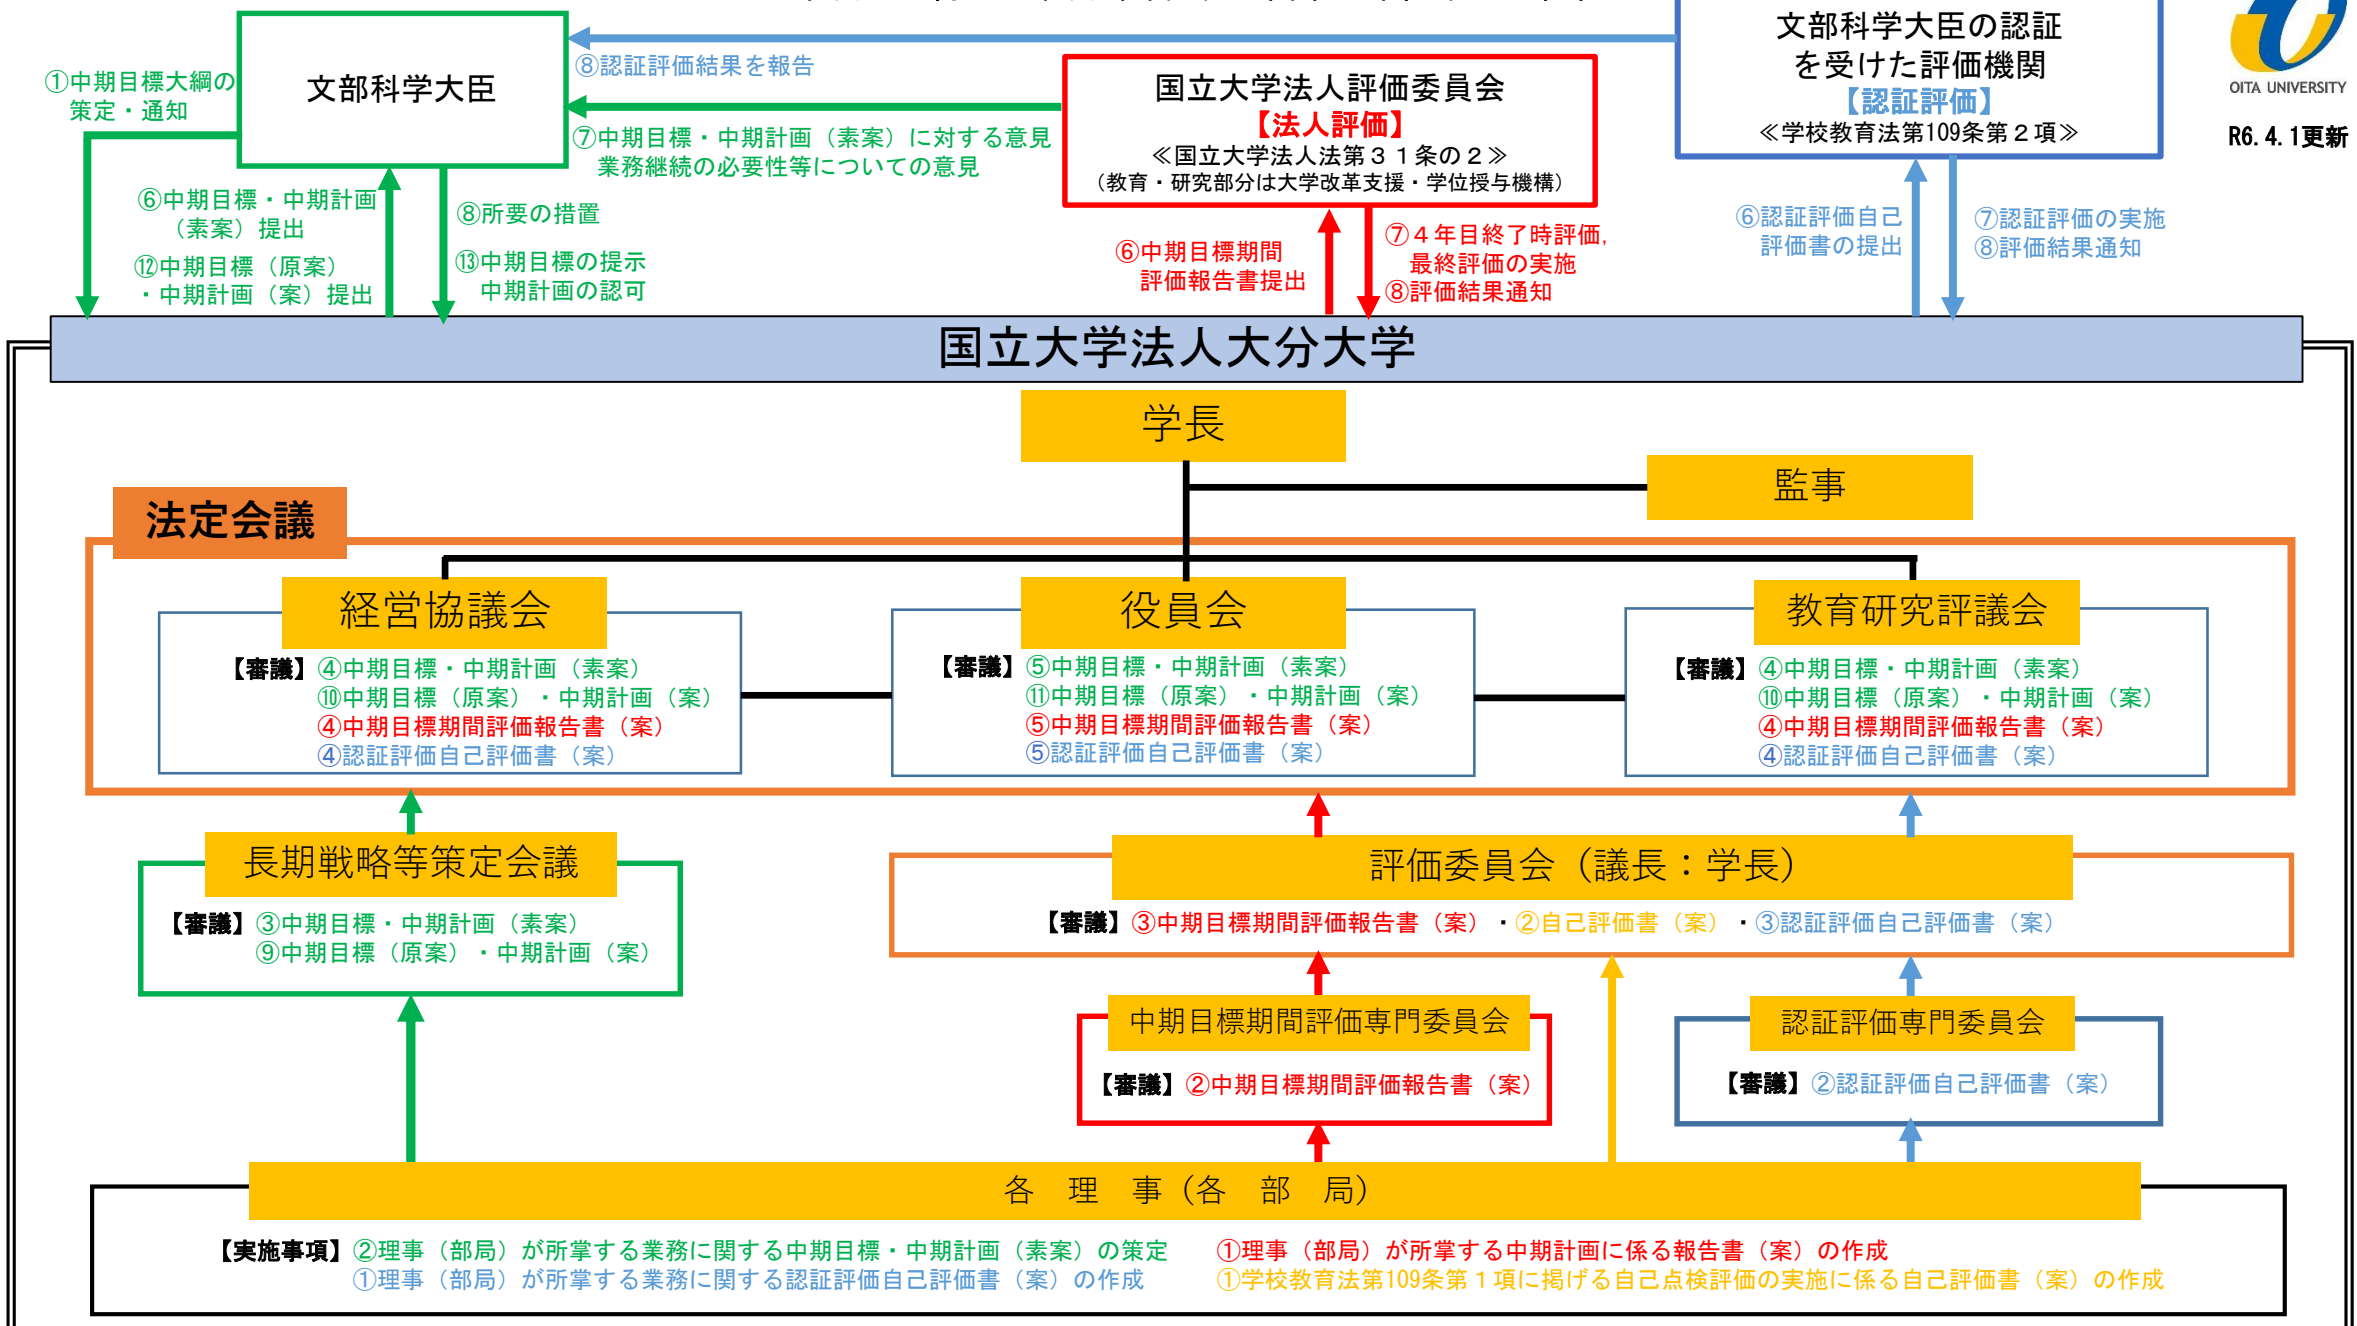 文部科学大臣の認証
を受けた評価機関
【認証評価】
≪学校教育法第109条第２項≫
OITA UNIVERSITY
R6.4.1更新
⑧認証評価結果を報告
文部科学大臣
①中期目標大綱の
策定・通知
国立大学法人評価委員会
【法人評価】
≪国立大学法人法第３１条の２≫
（教育・研究部分は大学改革支援・学位授与機構）
⑦中期目標・中期計画（素案）に対する意見
業務継続の必要性等についての意見
⑥中期目標・中期計画
（素案）提出
⑫中期目標（原案）
・中期計画（案）提出
⑧所要の措置
⑬中期目標の提示
中期計画の認可
⑥中期目標期間
評価報告書提出
⑦４年目終了時評価，
最終評価の実施
⑧評価結果通知
⑥認証評価自己
評価書の提出
⑦認証評価の実施
⑧評価結果通知
国立大学法人大分大学
学長
監事
法定会議
経営協議会
【審議】④中期目標・中期計画（素案）
⑩中期目標（原案）・中期計画（案）
④中期目標期間評価報告書（案）
④認証評価自己評価書（案）
役員会
【審議】⑤中期目標・中期計画（素案）
⑪中期目標（原案）・中期計画（案）
⑤中期目標期間評価報告書（案）
⑤認証評価自己評価書（案）
教育研究評議会
【審議】④中期目標・中期計画（素案）
⑩中期目標（原案）・中期計画（案）
④中期目標期間評価報告書（案）
④認証評価自己評価書（案）
長期戦略等策定会議
【審議】③中期目標・中期計画（素案）
⑨中期目標（原案）・中期計画（案）
評価委員会（議長：学長）
【審議】③中期目標期間評価報告書（案）・②自己評価書（案）・③認証評価自己評価書（案）
中期目標期間評価専門委員会
【審議】②中期目標期間評価報告書（案）
認証評価専門委員会
【審議】②認証評価自己評価書（案）
各　理　事（各　部　局）
【実施事項】②理事（部局）が所掌する業務に関する中期目標・中期計画（素案）の策定　①理事（部局）が所掌する中期計画に係る報告書（案）の作成
①理事（部局）が所掌する業務に関する認証評価自己評価書（案）の作成　①学校教育法第109条第１項に掲げる自己点検評価の実施に係る自己評価書（案）の作成